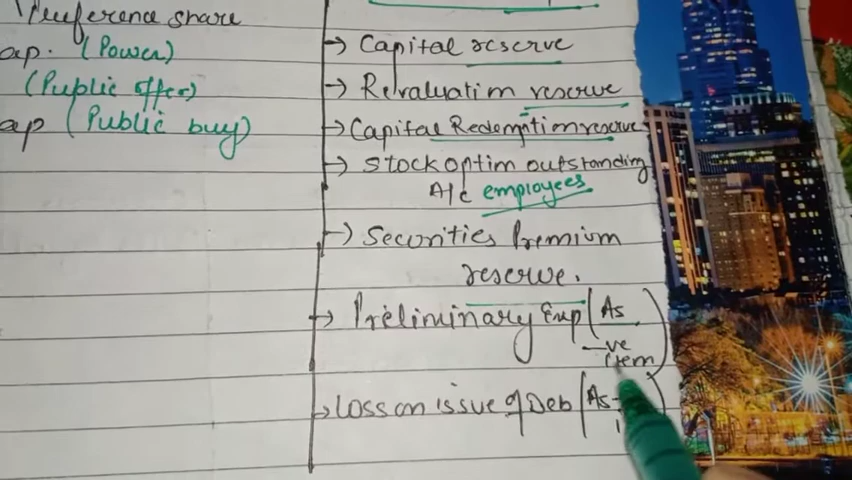 Preference share
ap. (Power)
(Public offer)
ap (Public buy)
→ Capital reserve
→ Revaluation reserve
→ Capital Redemption reserve
→ Stock option outstanding
A/c employees
→ Securities Premium
reserve.
→ Preliminary Exp (As
-ve
item)
→ Loss on issue of Deb (As